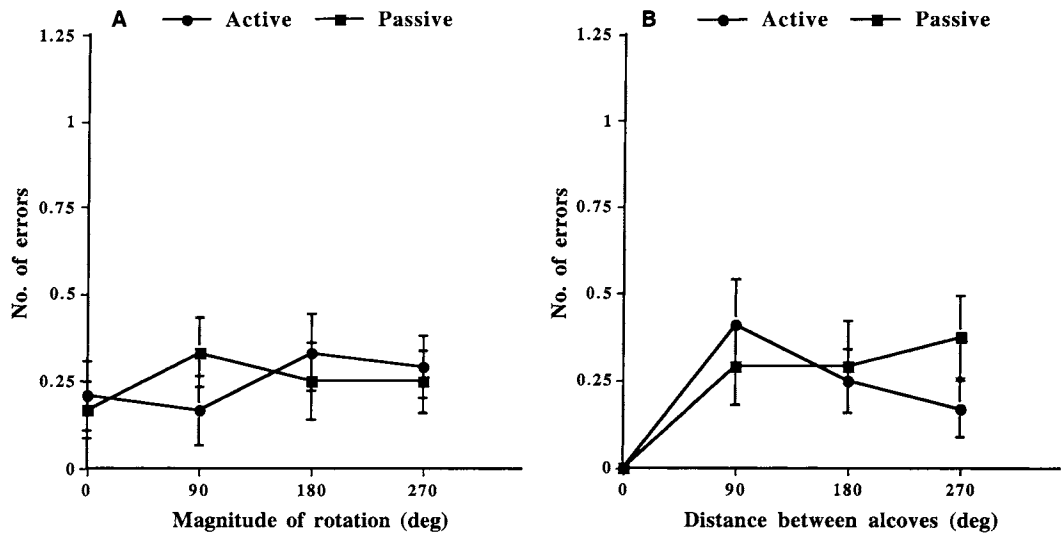 A Active Passive
1.25
1
0.75
0.5
0.25
0
No. of errors
0 90 180 270
Magnitude of rotation (deg)
B Active Passive
1.25
1
0.75
0.5
0.25
0
No. of errors
0 90 180 270
Distance between alcoves (deg)